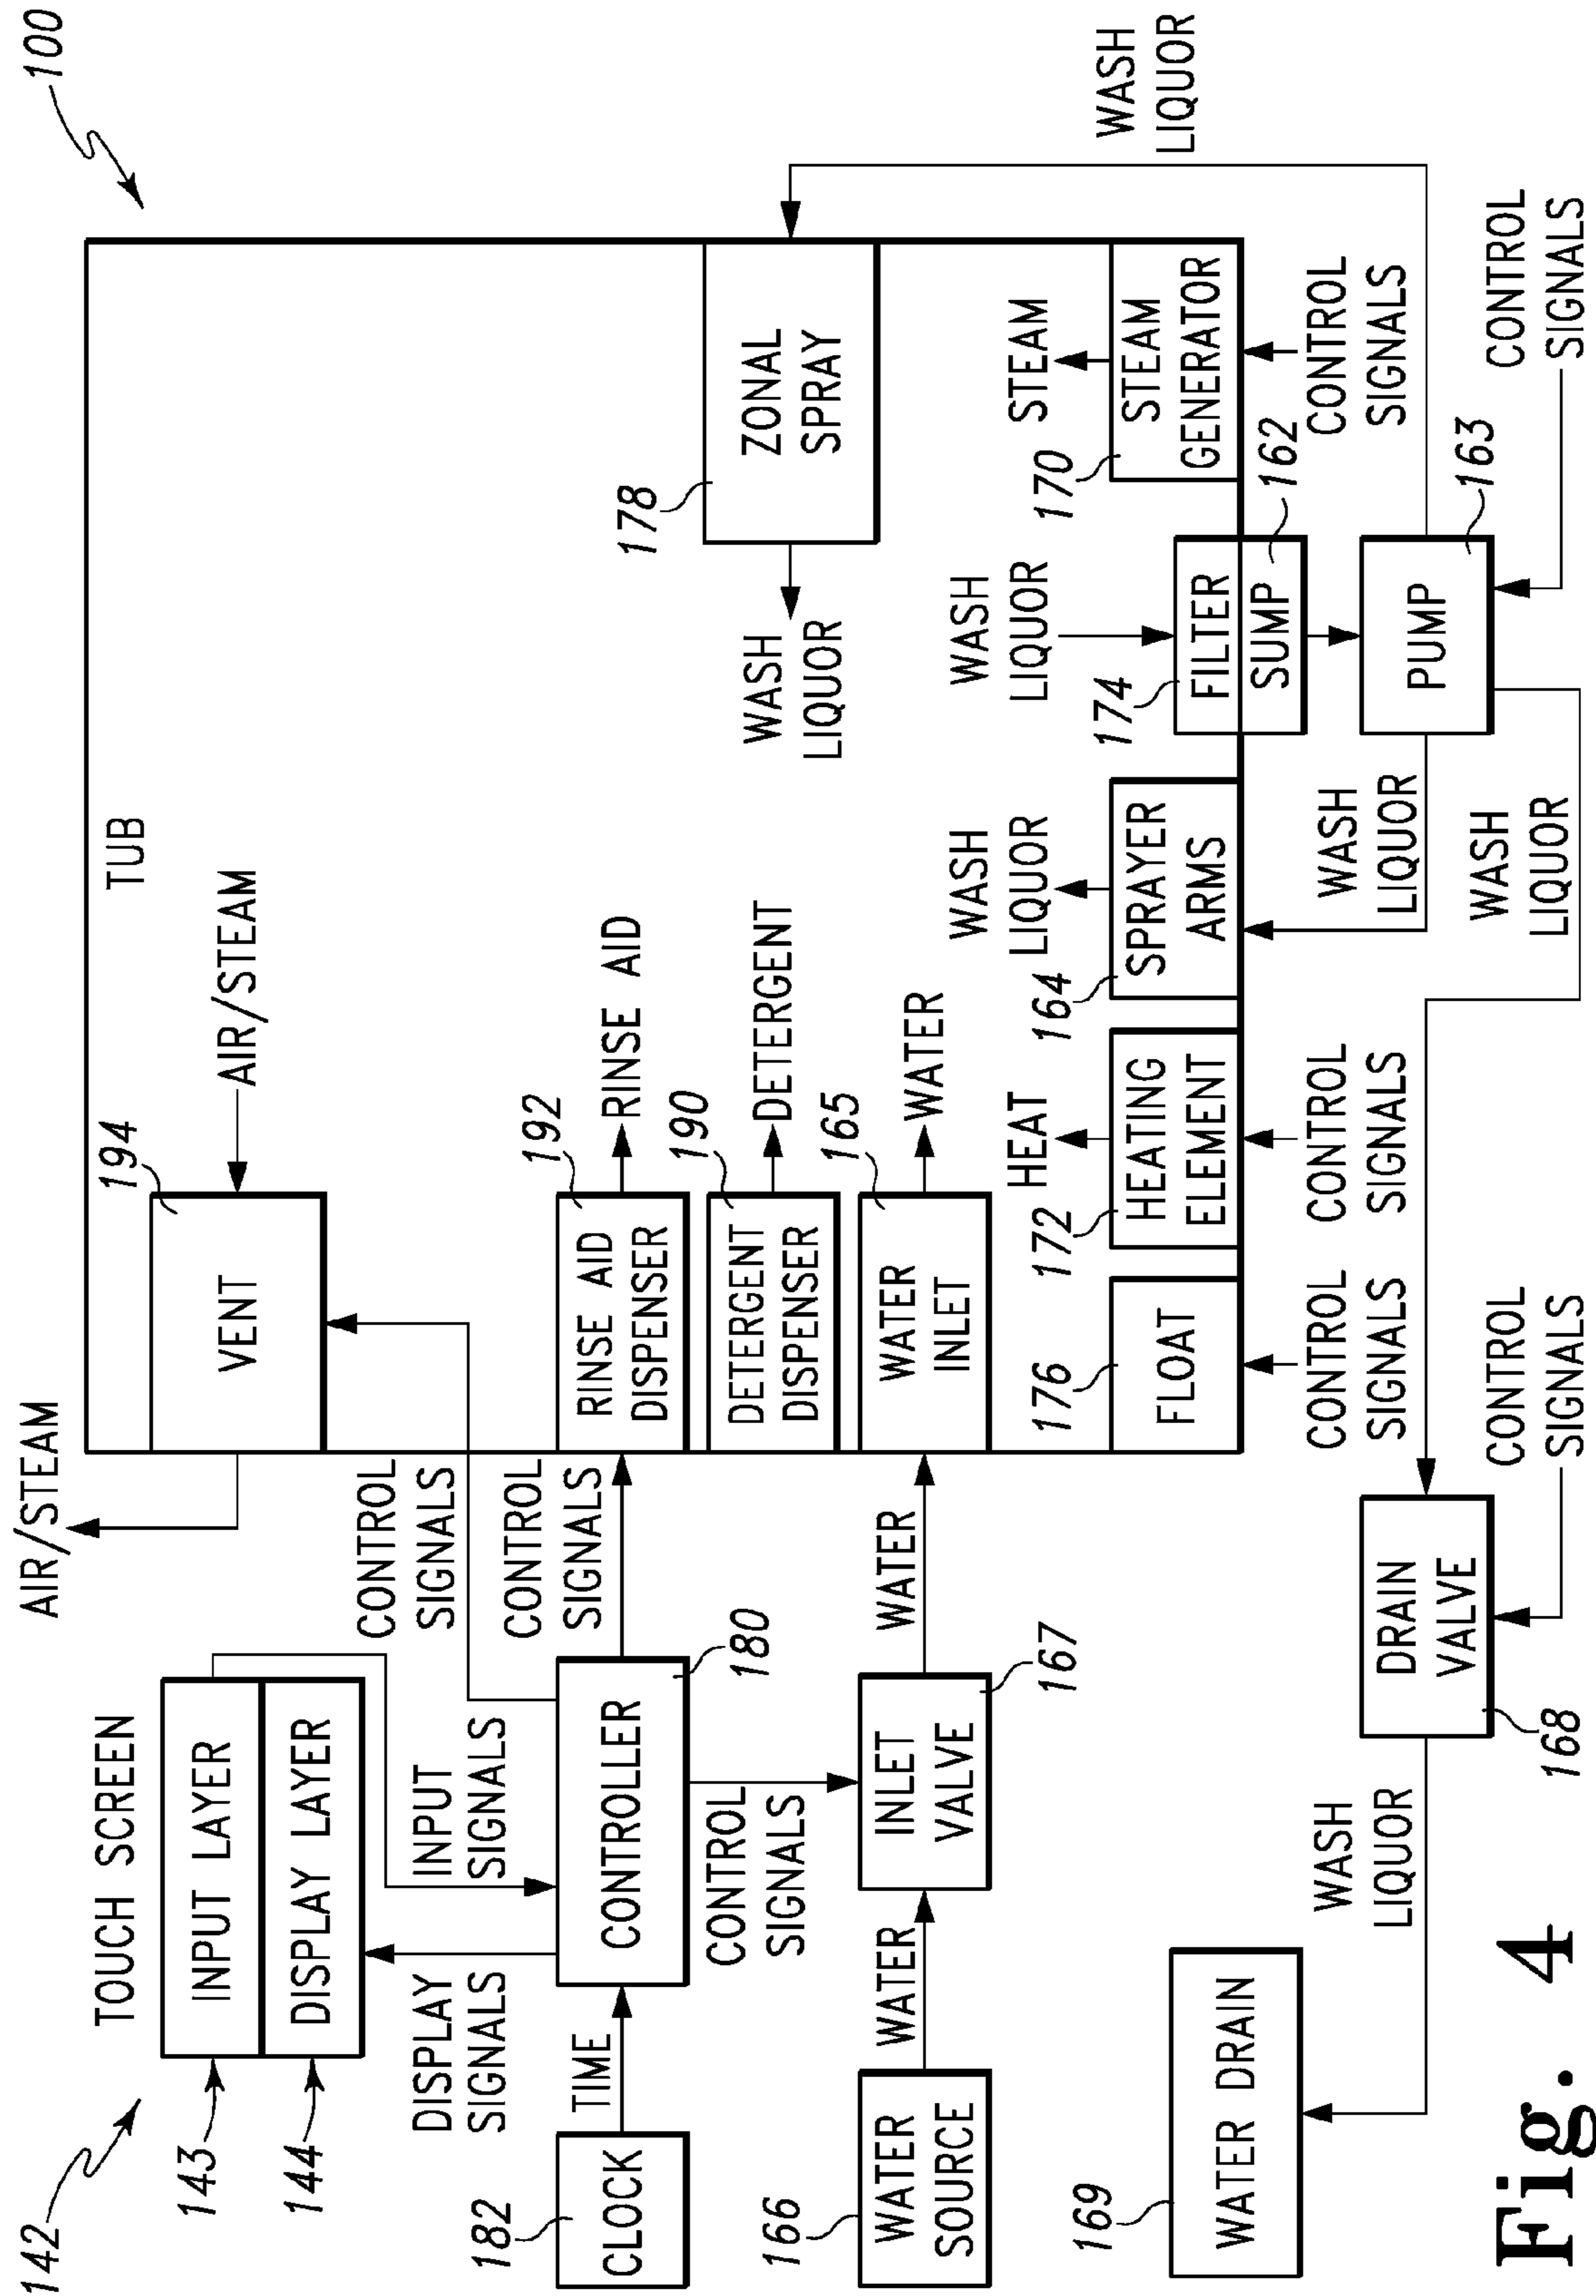 100
142
TOUCH SCREEN
143
INPUT LAYER
144
DISPLAY LAYER
DISPLAY
SIGNALS
INPUT
SIGNALS
182
CLOCK
TIME
CONTROLLER
180
CONTROL
SIGNALS
CONTROL
SIGNALS
CONTROL
SIGNALS
166
WATER
SOURCE
WATER
INLET
VALVE
167
WATER
AIR/STEAM
TUB
194
VENT
AIR/STEAM
192
RINSE AID
DISPENSER
RINSE AID
190
DETERGENT
DISPENSER
DETERGENT
165
WATER
INLET
WATER
178
ZONAL
SPRAY
WASH
LIQUOR
WASH
LIQUOR
176
FLOAT
CONTROL
SIGNALS
172
HEAT
HEATING
ELEMENT
CONTROL
SIGNALS
WASH
LIQUOR
164
SPRAYER
ARMS
WASH
LIQUOR
WASH
LIQUOR
174
FILTER
SUMP
162
STEAM
170
STEAM
GENERATOR
CONTROL
SIGNALS
PUMP
163
CONTROL
SIGNALS
WASH
LIQUOR
169
WATER DRAIN
WASH
LIQUOR
DRAIN
VALVE
168
CONTROL
SIGNALS
Fig. 4